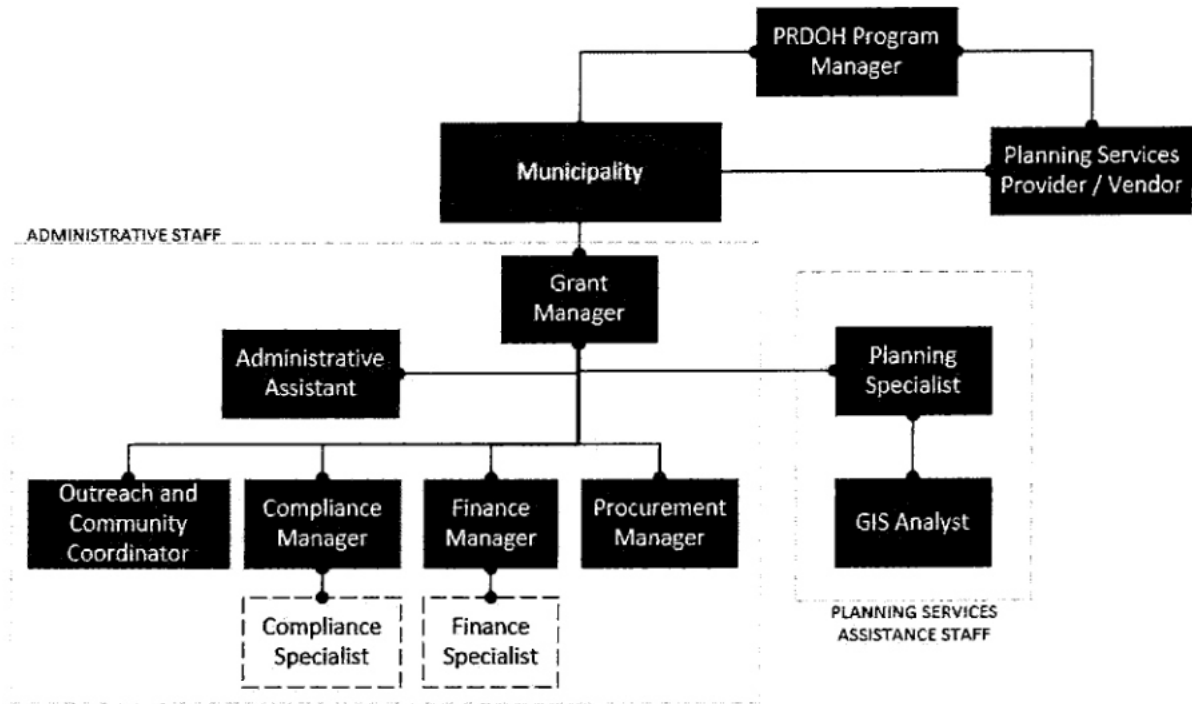 PRDOH Program
Manager
Municipality
Planning Services
Provider / Vendor
ADMINISTRATIVE STAFF
Grant
Manager
Administrative
Assistant
Planning
Specialist
Outreach and
Community
Coordinator
Compliance
Manager
Finance
Manager
Procurement
Manager
GIS Analyst
Compliance
Specialist
Finance
Specialist
PLANNING SERVICES
ASSISTANCE STAFF